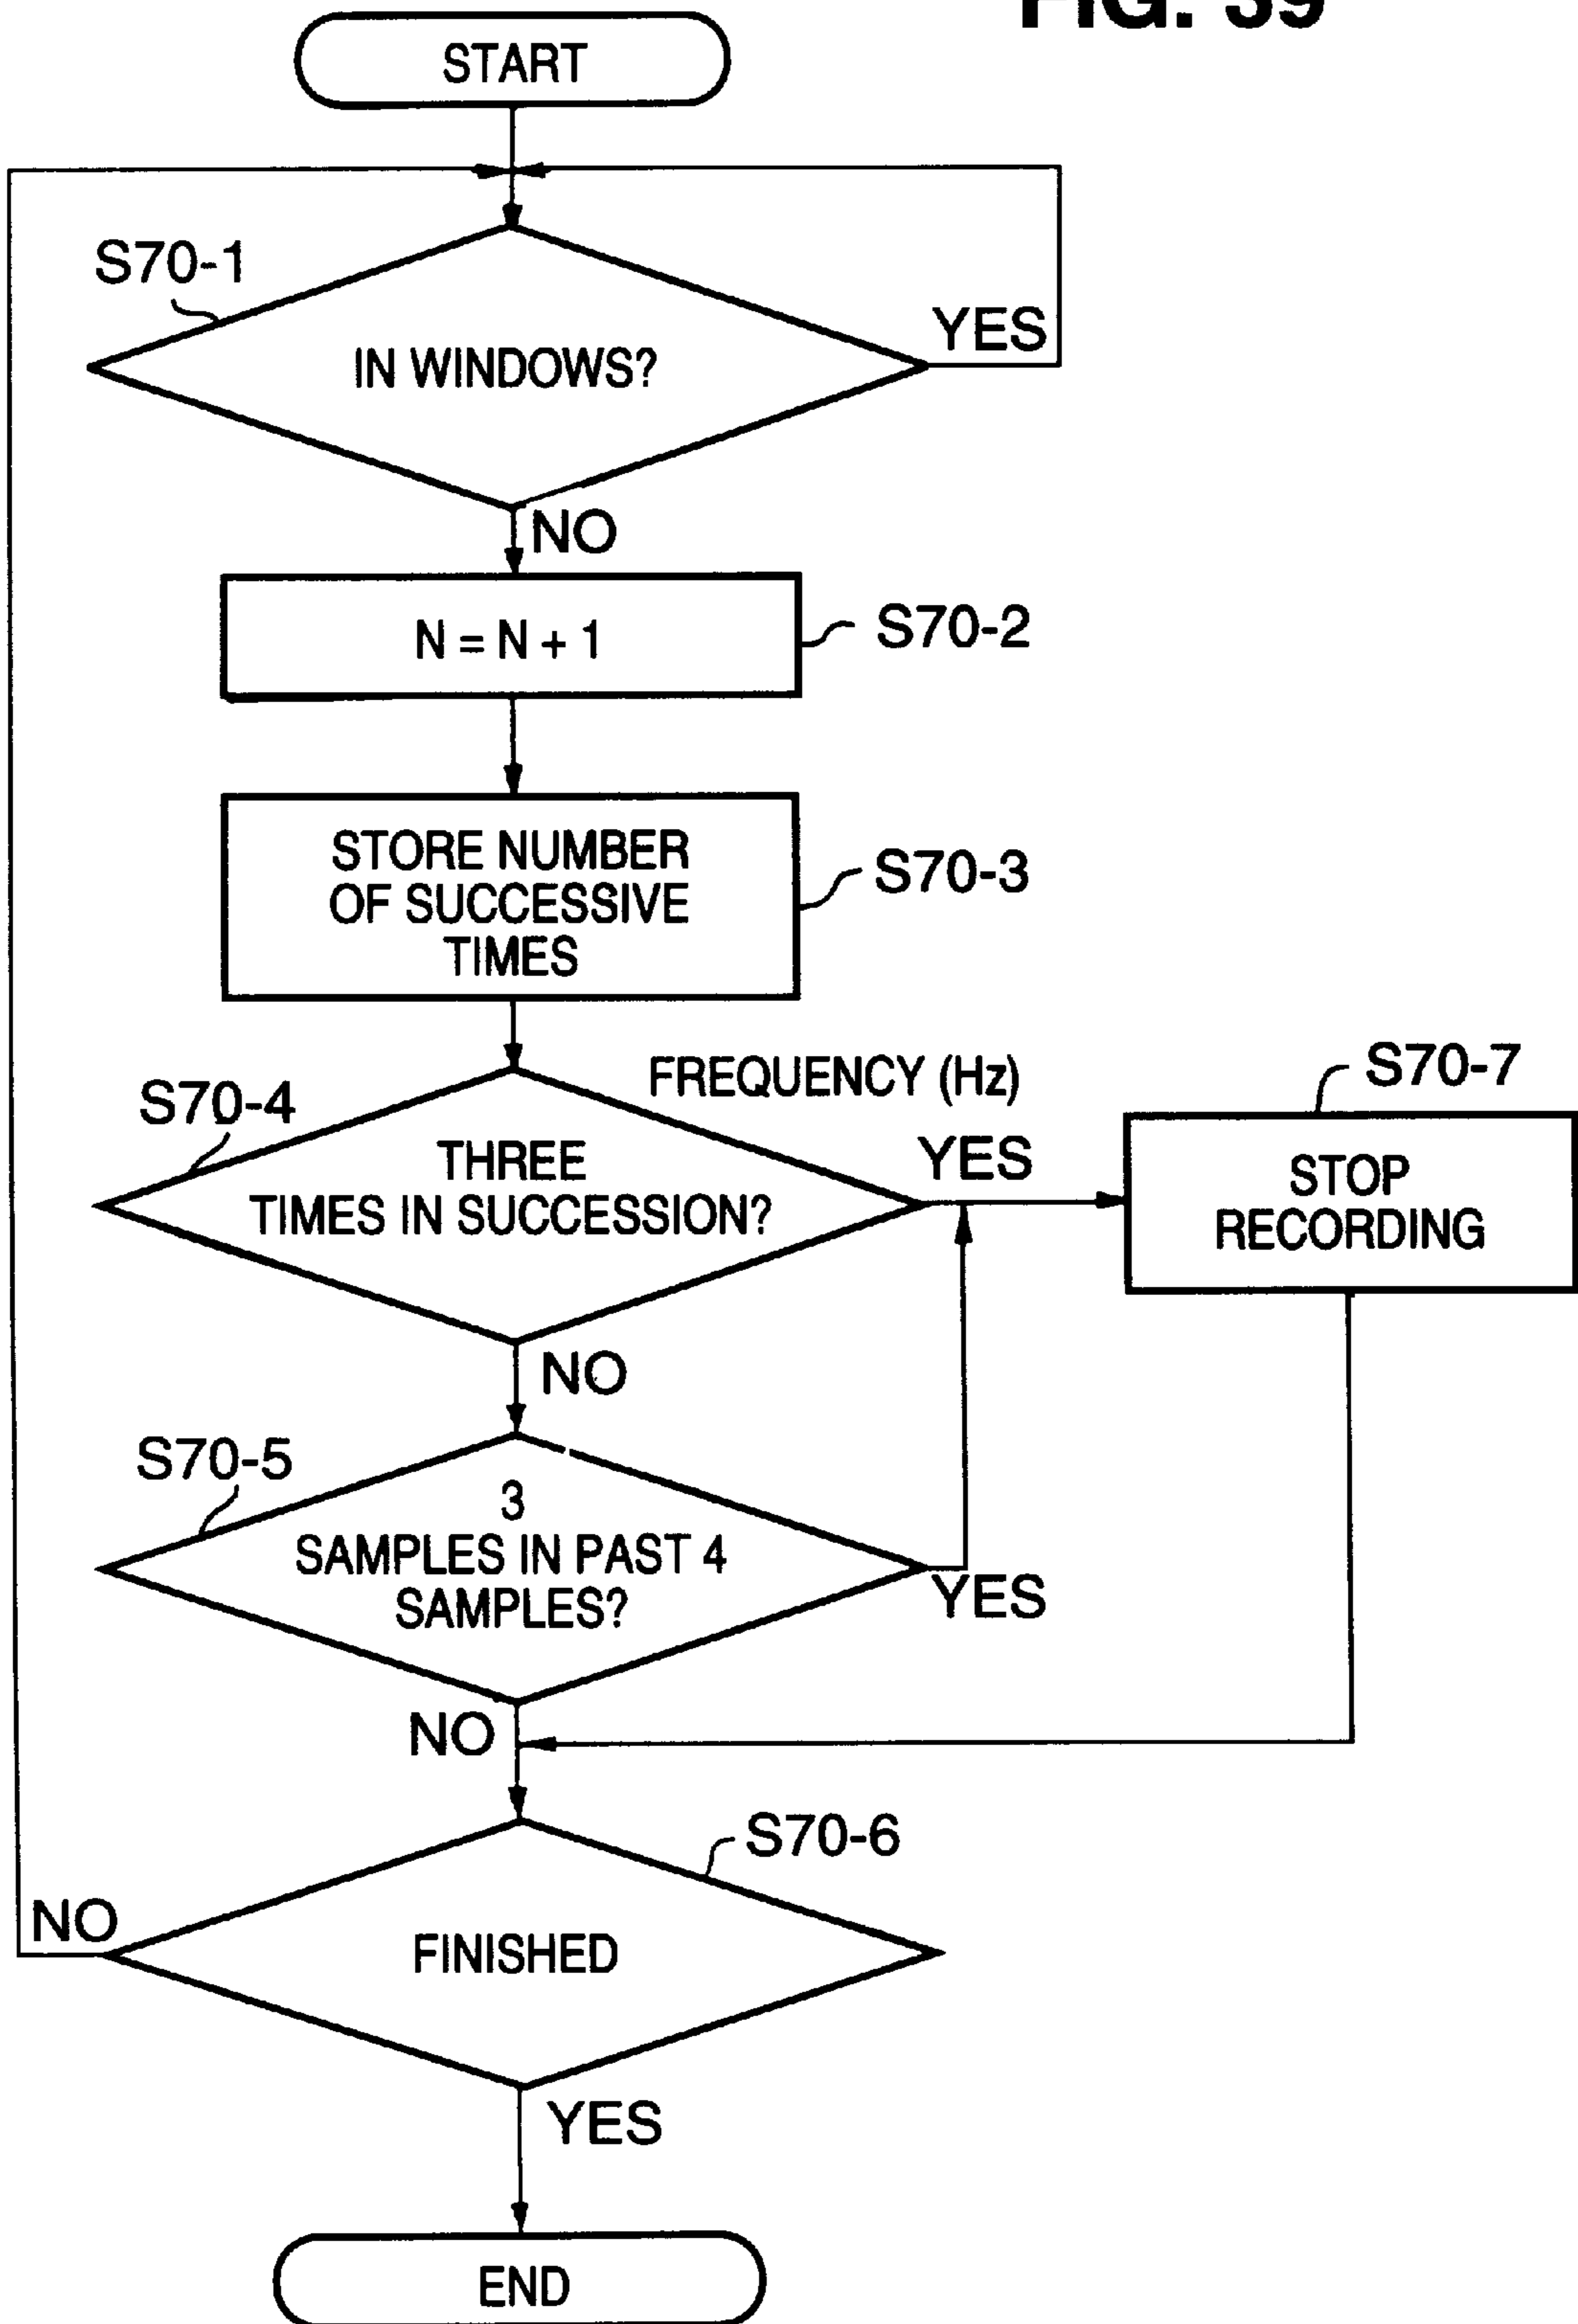 FIG. 39
START
S70-1
IN WINDOWS?
YES
NO
N = N + 1
S70-2
STORE NUMBER
OF SUCCESSIVE
TIMES
S70-3
FREQUENCY (Hz)
S70-4
THREE
TIMES IN SUCCESSION?
YES
S70-7
STOP
RECORDING
NO
S70-5
3
SAMPLES IN PAST 4
SAMPLES?
YES
NO
S70-6
NO
FINISHED
YES
END